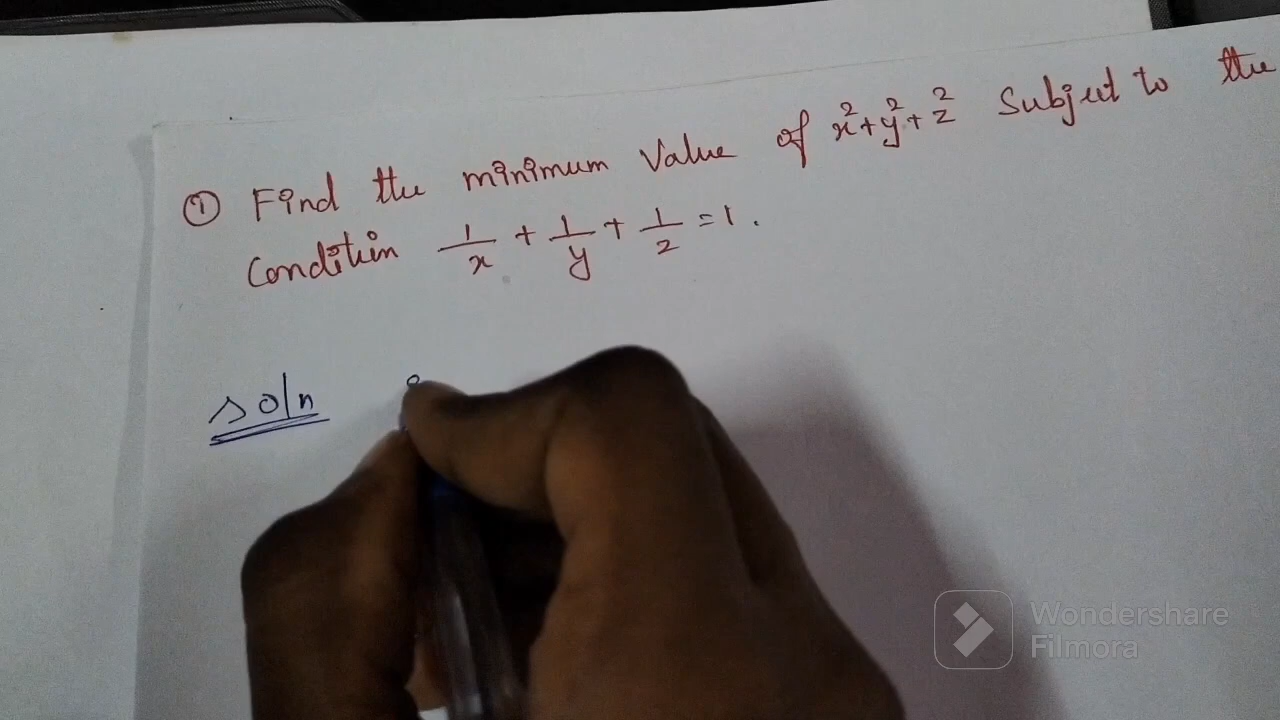 ① Find the minimum value of x²+y²+z² subject to the
condition 1/x + 1/y + 1/z = 1.
soln
Wondershare
Filmora